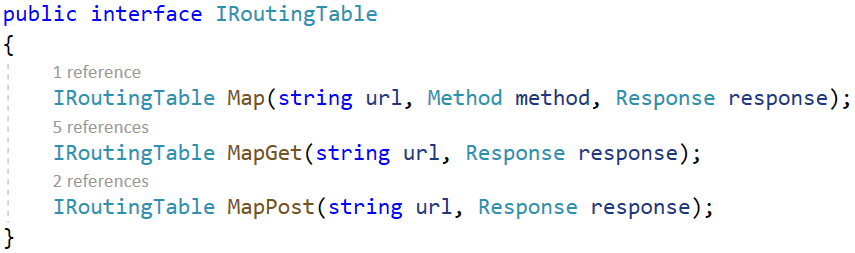 public interface IRoutingTable
{
1 reference
IRoutingTable Map(string url, Method method, Response response);
5 references
IRoutingTable MapGet(string url, Response response);
2 references
IRoutingTable MapPost(string url, Response response);
}